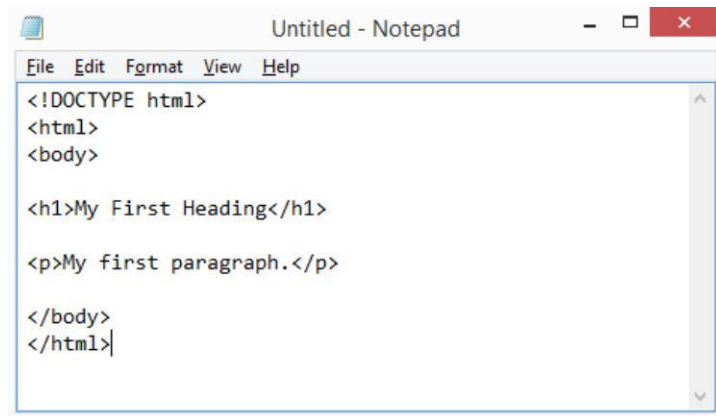 Untitled - Notepad
File Edit Format View Help
<!DOCTYPE html>
<html>
<body>
<h1>My First Heading</h1>
<p>My first paragraph.</p>
</body>
</html>